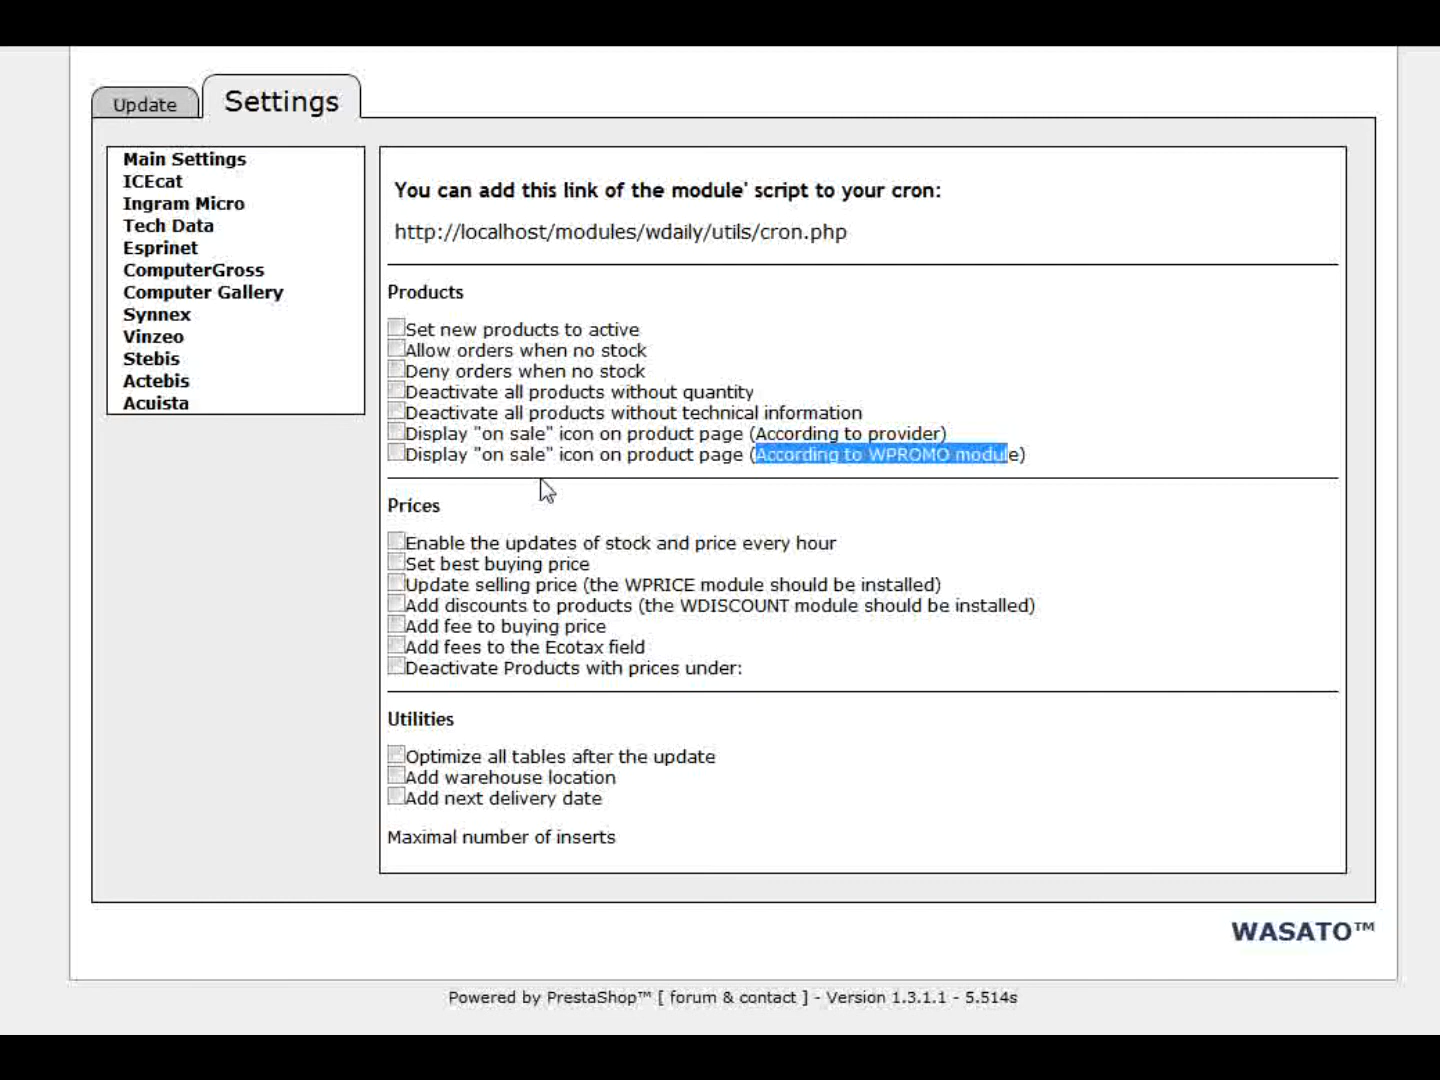 Update
Settings
Main Settings
ICEcat
Ingram Micro
Tech Data
Esprinet
ComputerGross
Computer Gallery
Synnex
Vinzeo
Stebis
Actebis
Acuista
You can add this link of the module' script to your cron:
http://localhost/modules/wdaily/utils/cron.php
Products
Set new products to active
Allow orders when no stock
Deny orders when no stock
Deactivate all products without quantity
Deactivate all products without technical information
Display "on sale" icon on product page (According to provider)
Display "on sale" icon on product page (According to WPROMO module)
Prices
Enable the updates of stock and price every hour
Set best buying price
Update selling price (the WPRICE module should be installed)
Add discounts to products (the WDISCOUNT module should be installed)
Add fee to buying price
Add fees to the Ecotax field
Deactivate Products with prices under:
Utilities
Optimize all tables after the update
Add warehouse location
Add next delivery date
Maximal number of inserts
WASATO™
Powered by PrestaShop™ [ forum & contact ] - Version 1.3.1.1 - 5.514s